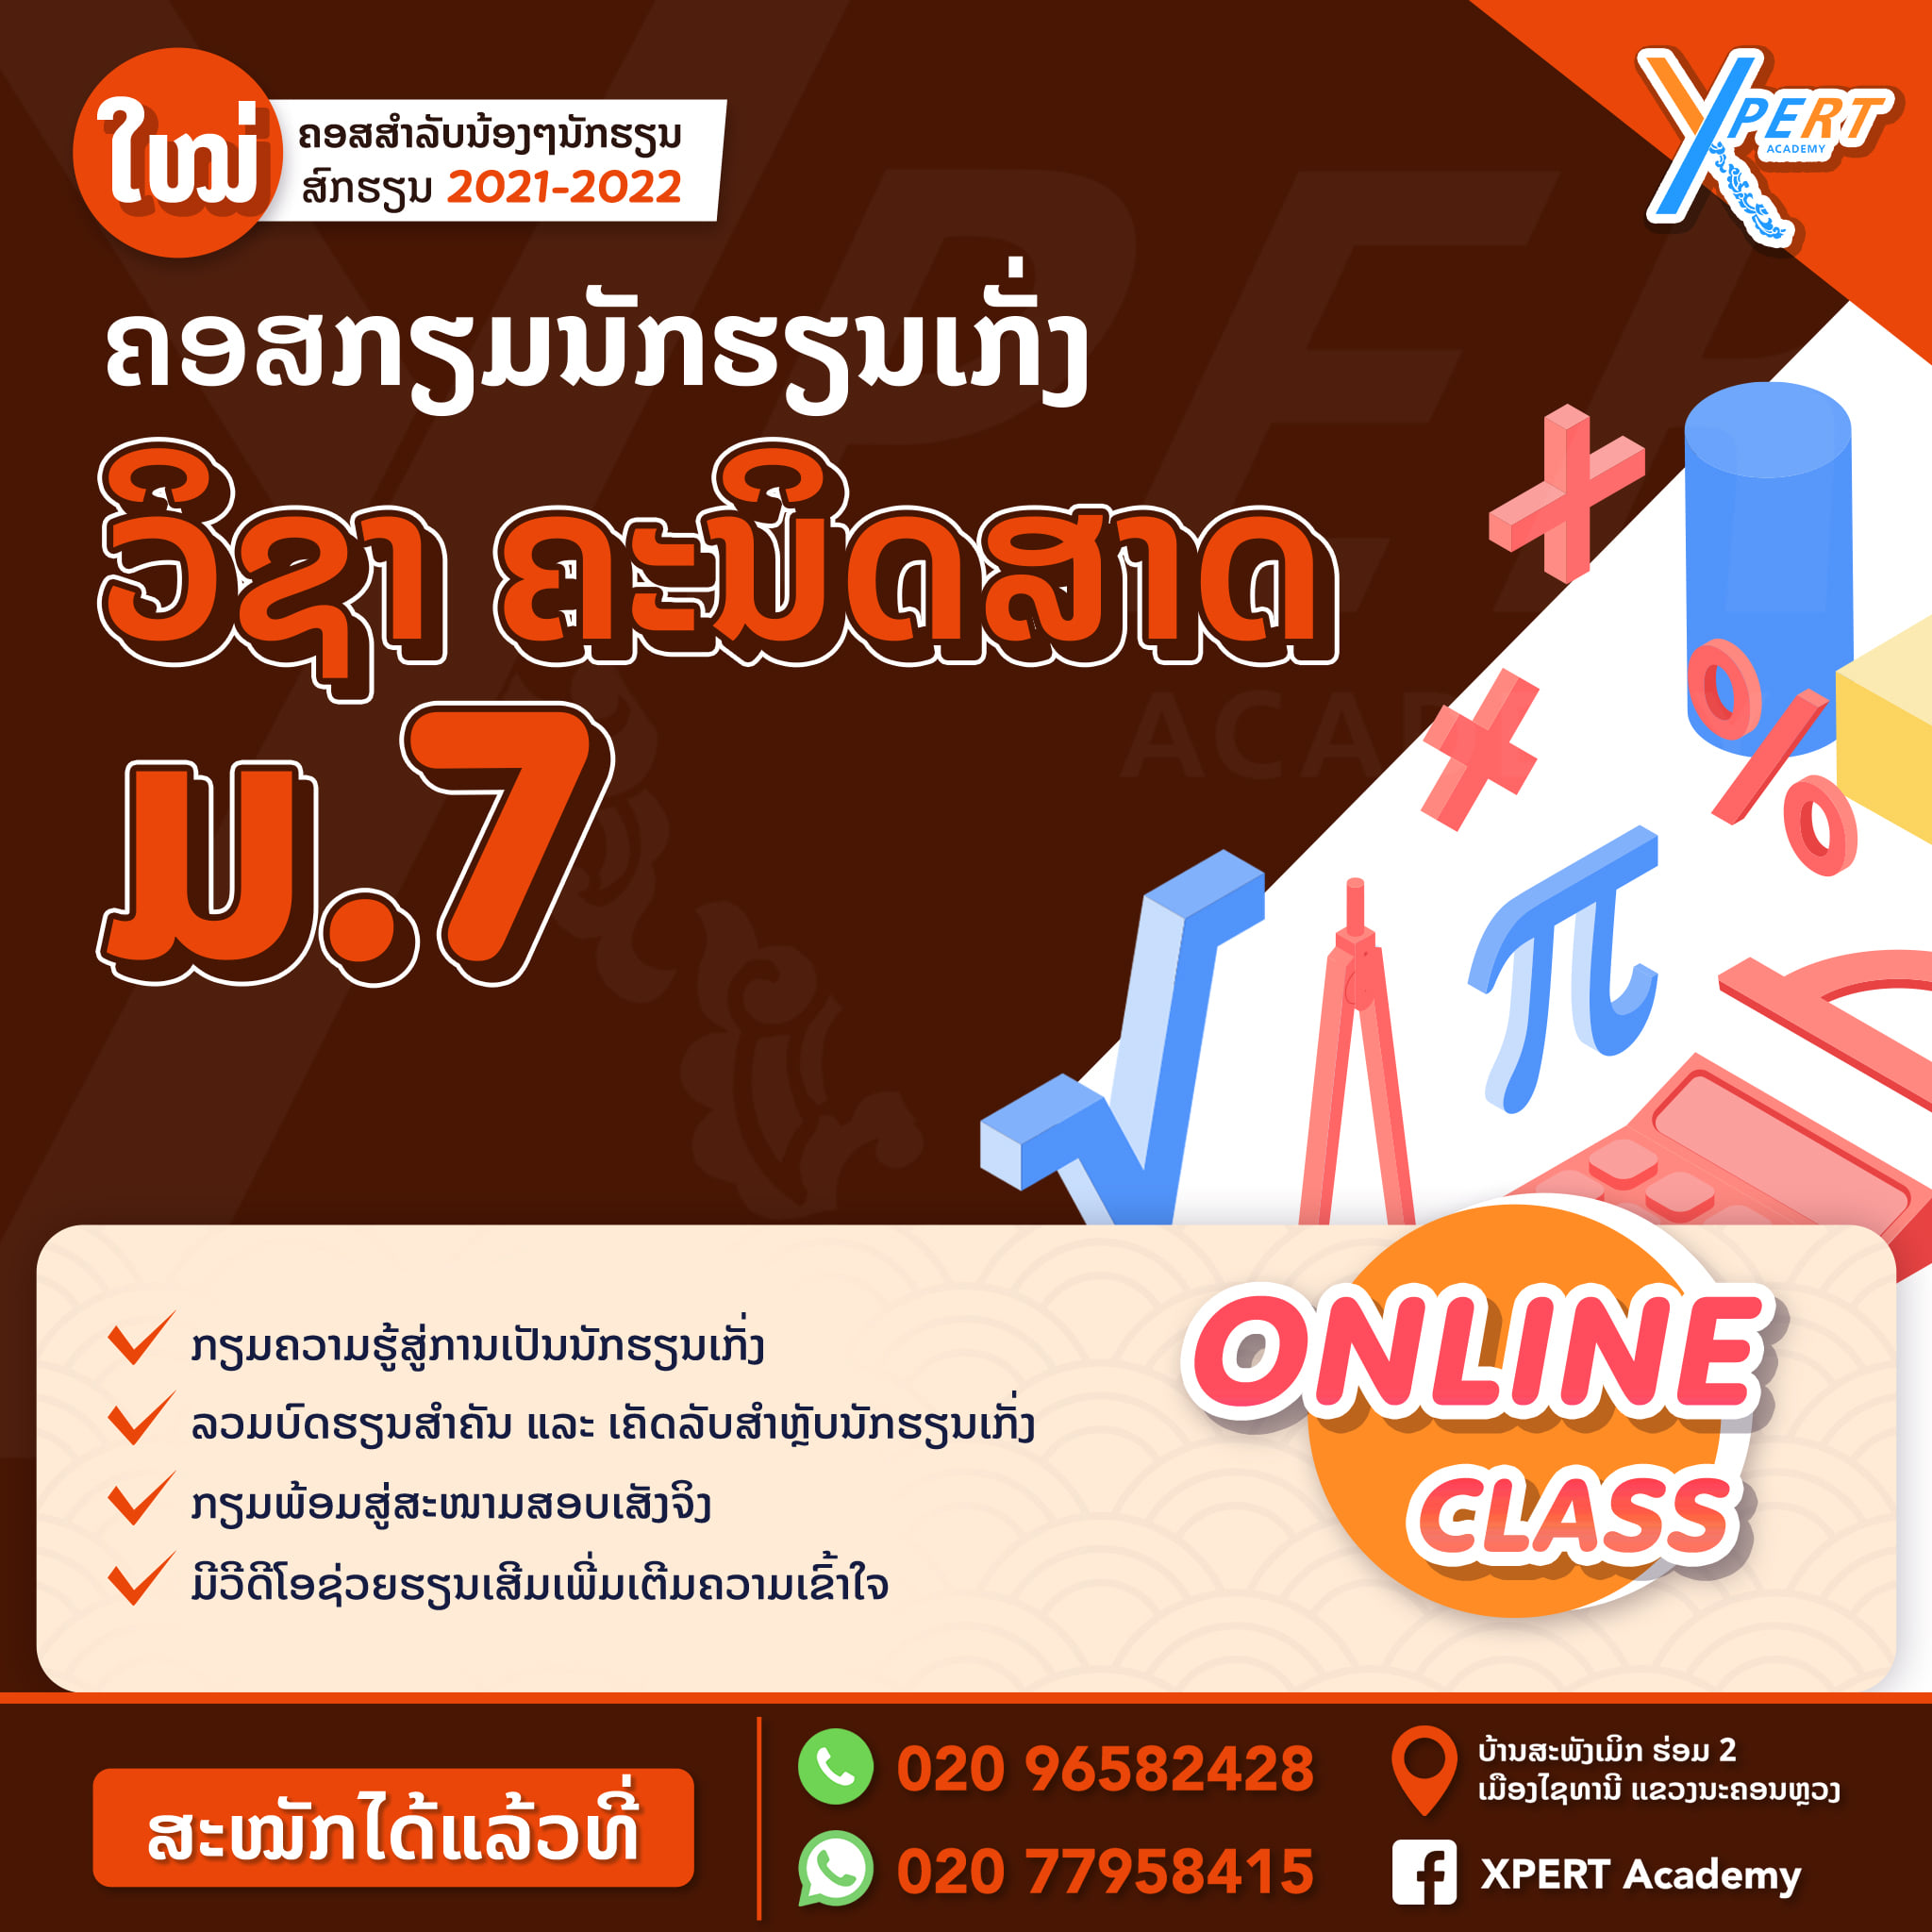 ໃໝ່
ຄອສສຳລັບນ້ອງໆນັກຮຽນ
ສົກຮຽນ 2021-2022
XPERT
ACADEMY
ຄອສກຽມນັກຮຽນເກັ່ງ
ວິຊາ ຄະນິດສາດ
ມ.7
ກຽມຄວາມຮູ້ສູ່ການເປັນນັກຮຽນເກັ່ງ
ລວມບົດຮຽນສຳຄັນ ແລະ ເຄັດລັບສຳຫຼັບນັກຮຽນເກັ່ງ
ກຽມພ້ອມສູ່ສະໜາມສອບເສັງຈິງ
ມີວີດີໂອຊ່ວຍຮຽນເສີມເພີ່ມເຕີມຄວາມເຂົ້າໃຈ
ONLINE
CLASS
ສະໝັກໄດ້ແລ້ວທີ່
020 96582428
020 77958415
ບ້ານສະພັງເມິກ ຮ່ອມ 2
ເມືອງໄຊທານີ ແຂວງນະຄອນຫຼວງ
XPERT Academy